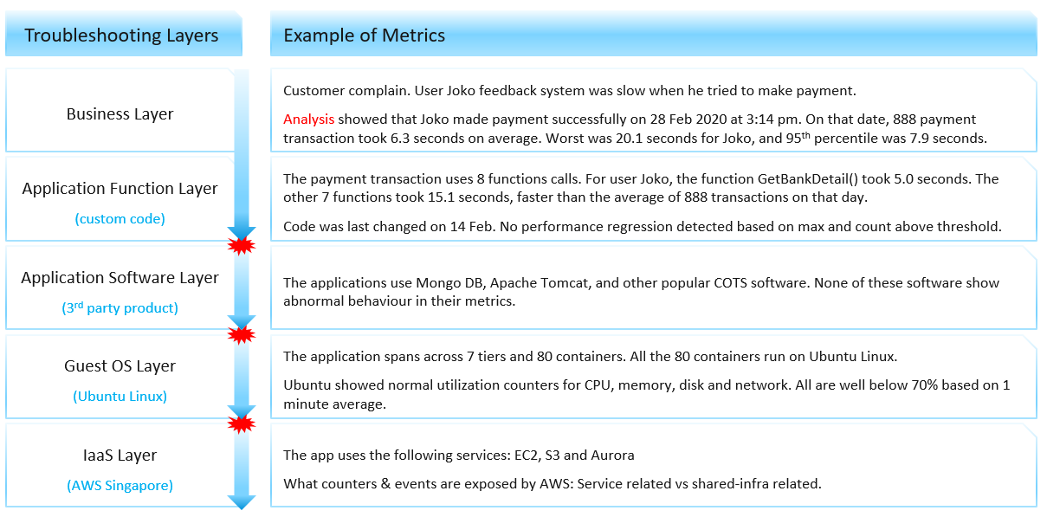 Troubleshooting Layers
Example of Metrics
Business Layer
Customer complain. User Joko feedback system was slow when he tried to make payment.
Analysis showed that Joko made payment successfully on 28 Feb 2020 at 3:14 pm. On that date, 888 payment
transaction took 6.3 seconds on average. Worst was 20.1 seconds for Joko, and 95th percentile was 7.9 seconds.
Application Function Layer
(custom code)
The payment transaction uses 8 functions calls. For user Joko, the function GetBankDetail() took 5.0 seconds. The
other 7 functions took 15.1 seconds, faster than the average of 888 transactions on that day.
Code was last changed on 14 Feb. No performance regression detected based on max and count above threshold.
Application Software Layer
(3rd party product)
The applications use Mongo DB, Apache Tomcat, and other popular COTS software. None of these software show
abnormal behaviour in their metrics.
Guest OS Layer
(Ubuntu Linux)
The application spans across 7 tiers and 80 containers. All the 80 containers run on Ubuntu Linux.
Ubuntu showed normal utilization counters for CPU, memory, disk and network. All are well below 70% based on 1
minute average.
IaaS Layer
(AWS Singapore)
The app uses the following services: EC2, S3 and Aurora
What counters & events are exposed by AWS: Service related vs shared-infra related.